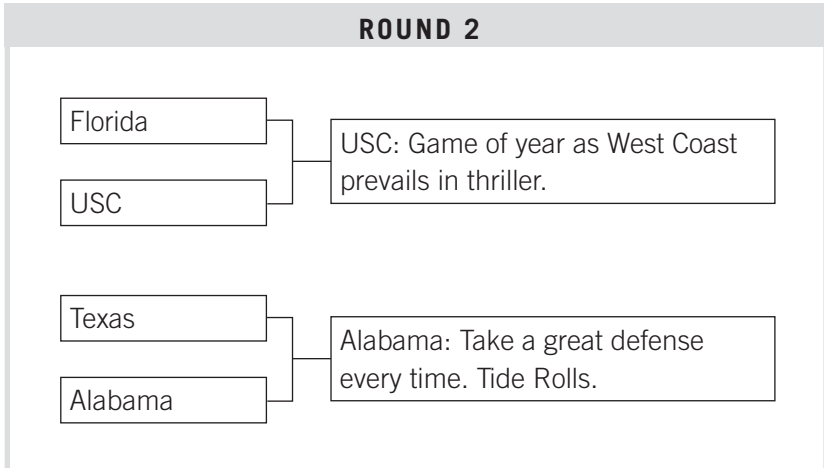 ROUND 2
Florida
USC
USC: Game of year as West Coast
prevails in thriller.
Texas
Alabama
Alabama: Take a great defense
every time. Tide Rolls.